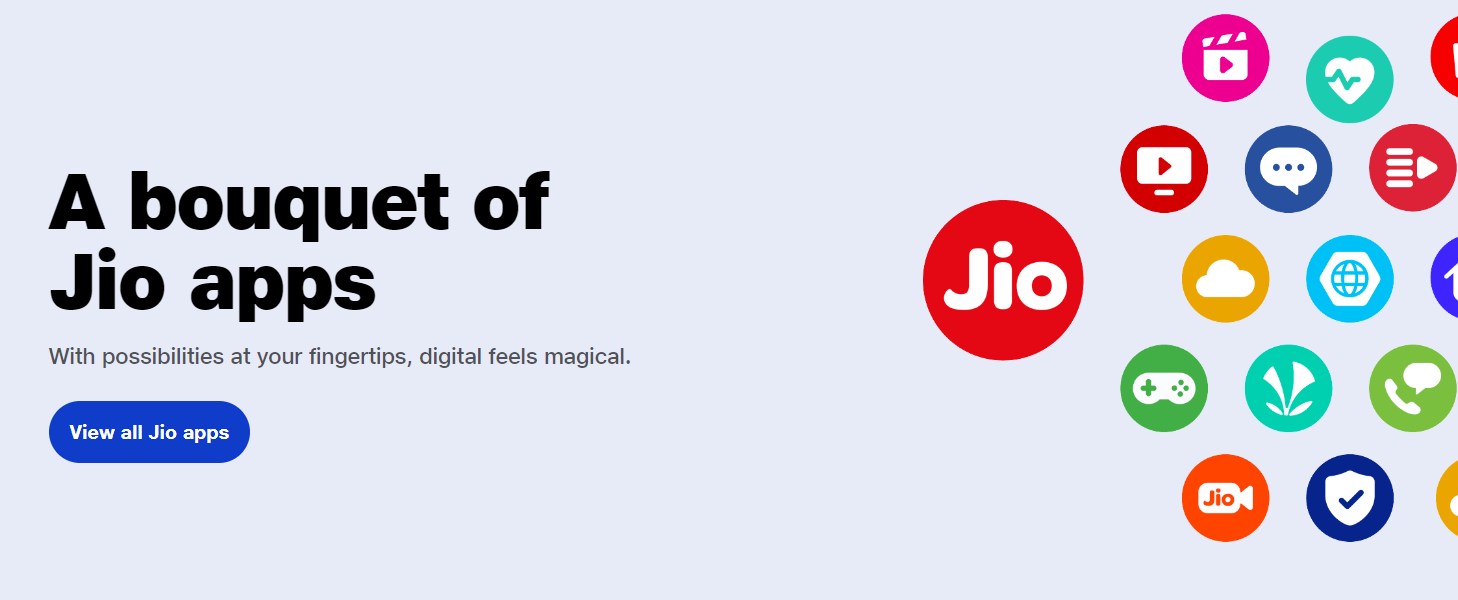 A bouquet of
Jio apps
With possibilities at your fingertips, digital feels magical.
View all Jio apps
Jio
Jio